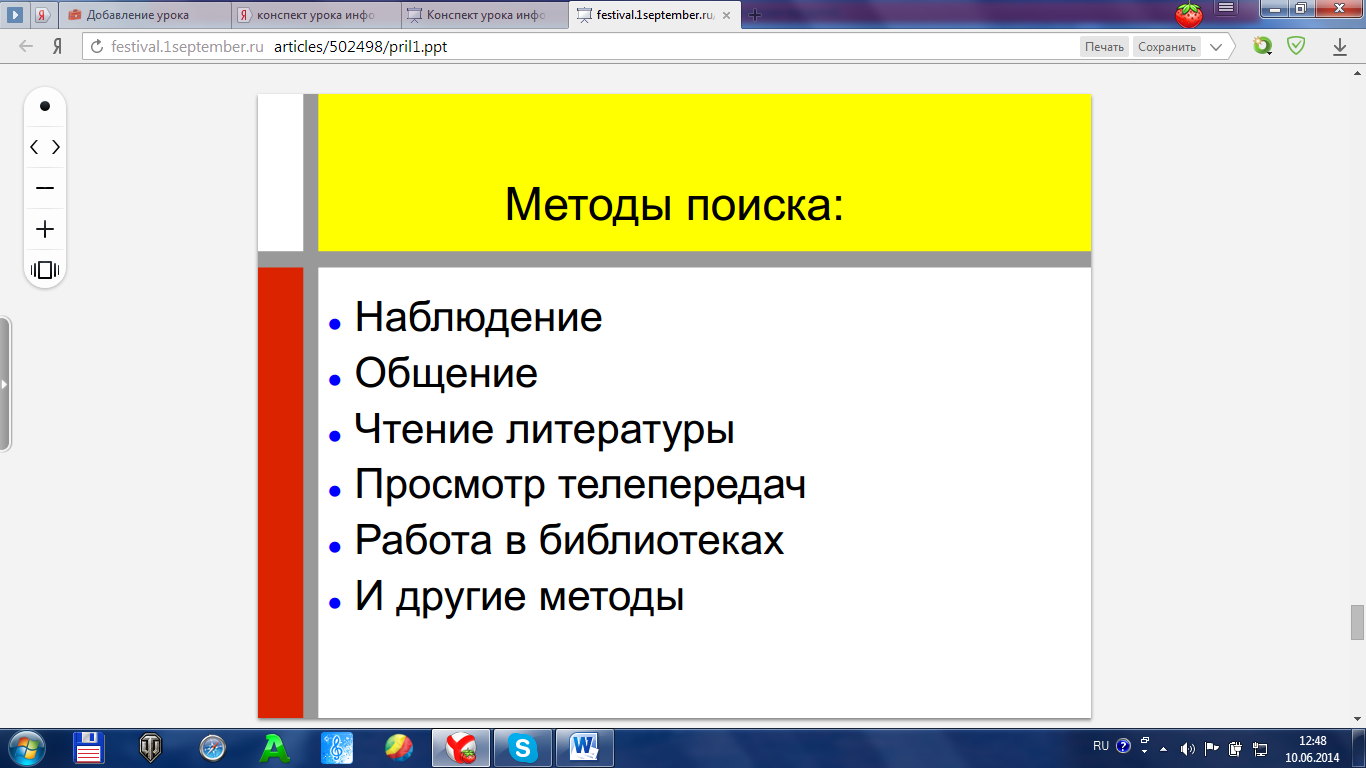 Добавление урока
конспект урока инфо
Конспект урока инфо
festival.1september.ru
festival.1september.ru articles/502498/pril1.ppt
Печать
Сохранить
Методы поиска:
Наблюдение
Общение
Чтение литературы
Просмотр телепередач
Работа в библиотеках
И другие методы
RU
12:48
10.06.2014